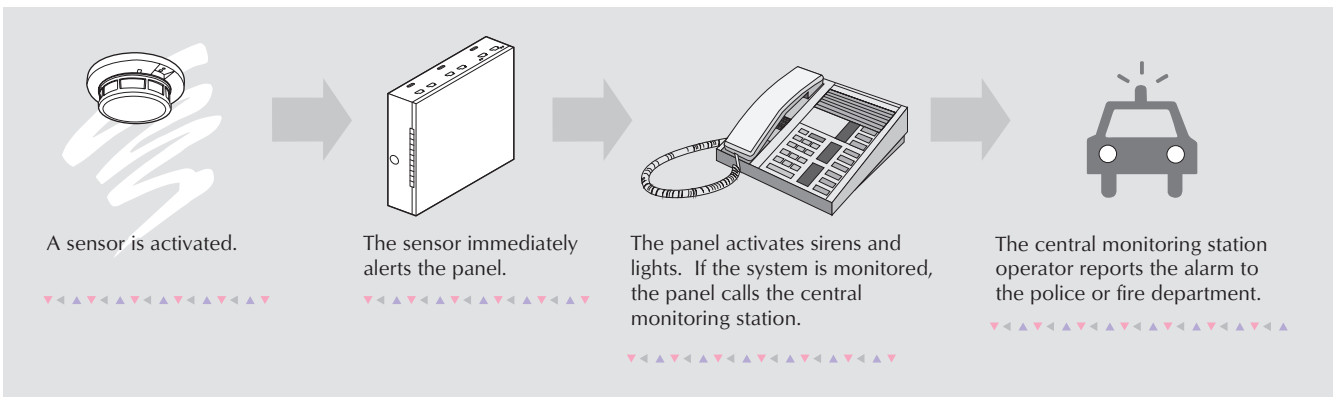 A sensor is activated.
The sensor immediately
alerts the panel.
The panel activates sirens and
lights.  If the system is monitored,
the panel calls the central
monitoring station.
The central monitoring station
operator reports the alarm to
the police or fire department.